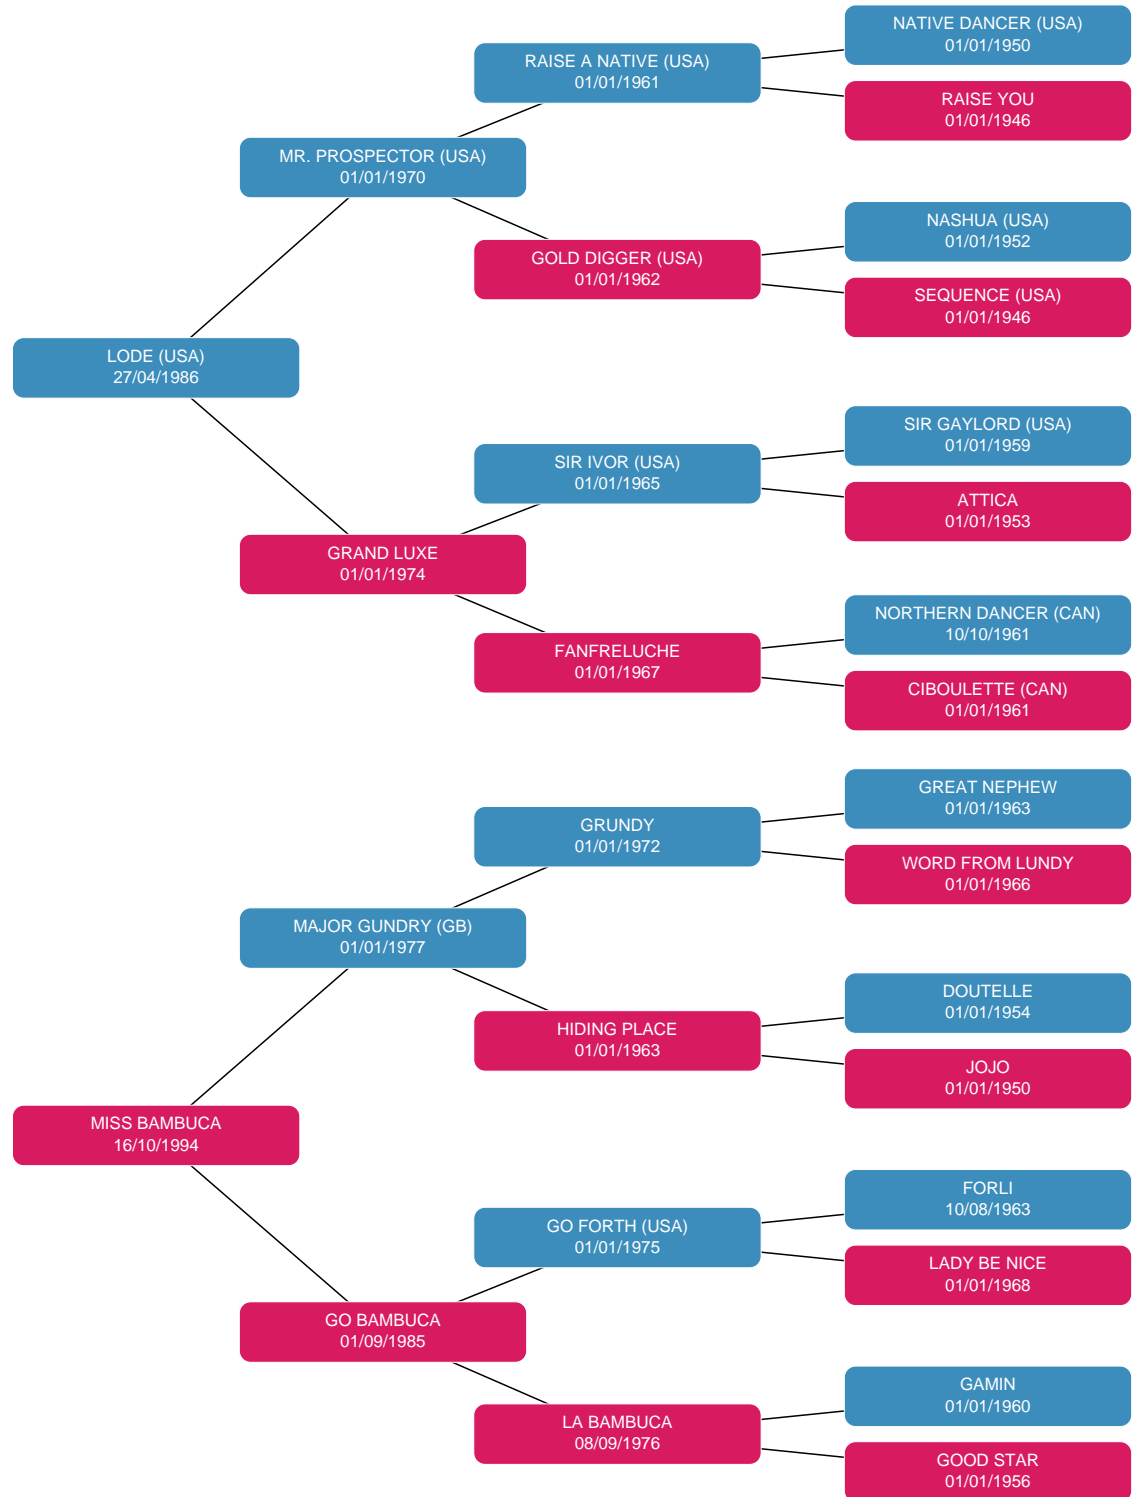 NATIVE DANCER (USA)
01/01/1950
RAISE A NATIVE (USA)
01/01/1961
RAISE YOU
01/01/1946
MR. PROSPECTOR (USA)
01/01/1970
NASHUA (USA)
01/01/1952
GOLD DIGGER (USA)
01/01/1962
SEQUENCE (USA)
01/01/1946
LODE (USA)
27/04/1986
SIR GAYLORD (USA)
01/01/1959
SIR IVOR (USA)
01/01/1965
ATTICA
01/01/1953
GRAND LUXE
01/01/1974
NORTHERN DANCER (CAN)
10/10/1961
FANFRELUCHE
01/01/1967
CIBOULETTE (CAN)
01/01/1961
GREAT NEPHEW
01/01/1963
GRUNDY
01/01/1972
WORD FROM LUNDY
01/01/1966
MAJOR GUNDRY (GB)
01/01/1977
DOUTELLE
01/01/1954
HIDING PLACE
01/01/1963
JOJO
01/01/1950
MISS BAMBUCA
16/10/1994
FORLI
10/08/1963
GO FORTH (USA)
01/01/1975
LADY BE NICE
01/01/1968
GO BAMBUCA
01/09/1985
GAMIN
01/01/1960
LA BAMBUCA
08/09/1976
GOOD STAR
01/01/1956